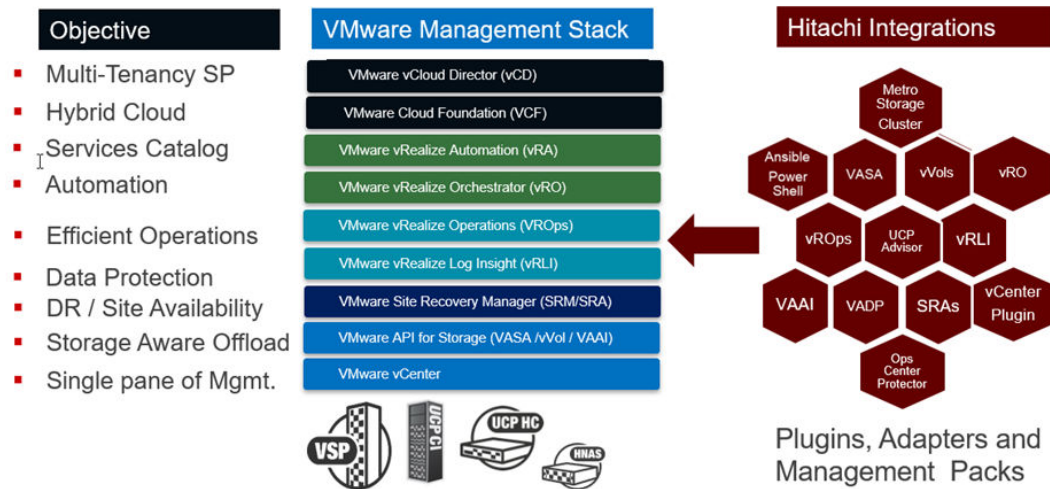 Objective
Multi-Tenancy SP
Hybrid Cloud
Services Catalog
Automation
Efficient Operations
Data Protection
DR / Site Availability
Storage Aware Offload
Single pane of Mgmt.
VMware Management Stack
VMware vCloud Director (vCD)
VMware Cloud Foundation (VCF)
VMware vRealize Automation (vRA)
VMware vRealize Orchestrator (vRO)
VMware vRealize Operations (VROps)
VMware vRealize Log Insight (vRLI)
VMware Site Recovery Manager (SRM/SRA)
VMware API for Storage (VASA /vVol / VAAI)
VMware vCenter
VSP
UCP CI
UCP HC
HNAS
Hitachi Integrations
Metro
Storage
Cluster
Ansible
Power
Shell
VASA
vVols
vRO
vROps
UCP
Advisor
vRLI
VAAI
VADP
SRAs
vCenter
Plugin
Ops
Center
Protector
Plugins, Adapters and
Management Packs